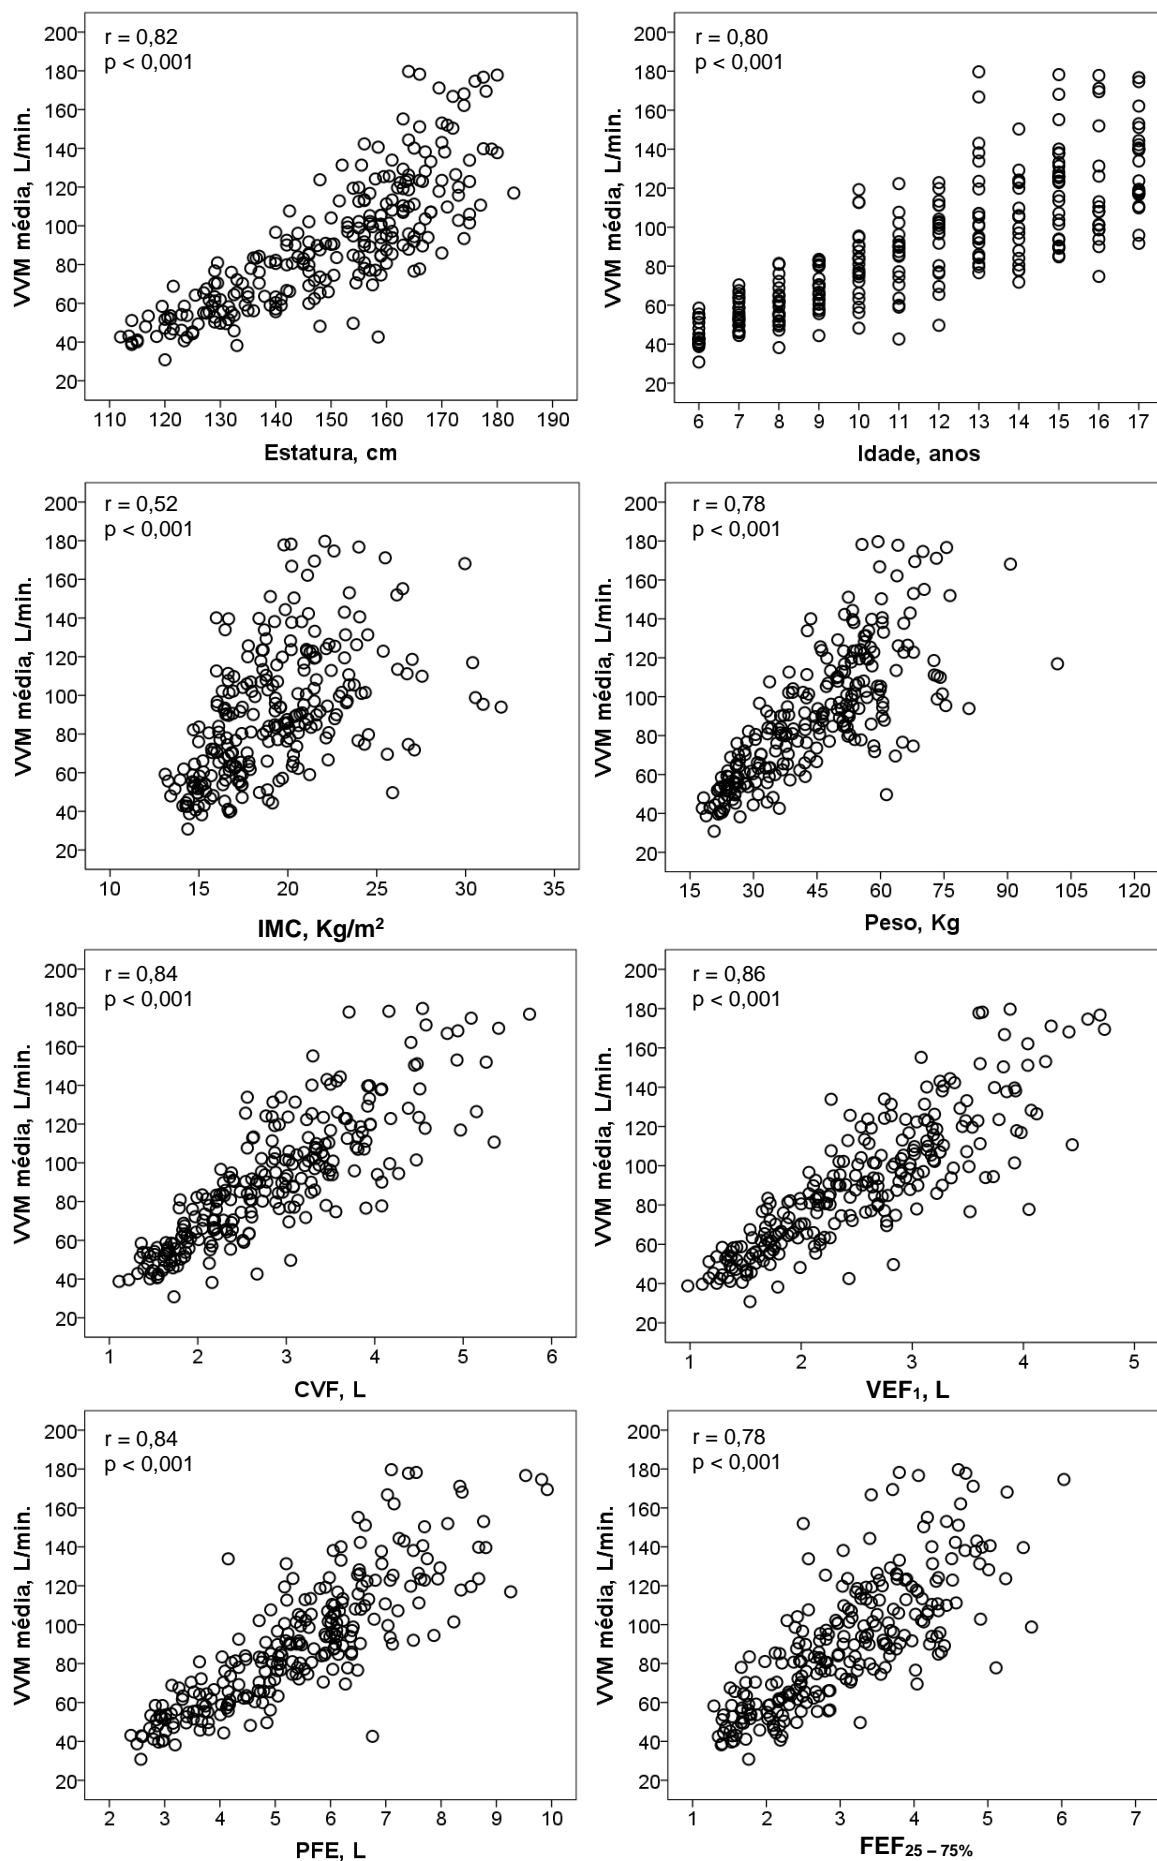 r = 0,82
p < 0,001
VVM média, L/min.
200
180
160
140
120
100
80
60
40
20
110 120 130 140 150 160 170 180 190
Estatura, cm
r = 0,80
p < 0,001
VVM média, L/min.
200
180
160
140
120
100
80
60
40
20
6 7 8 9 10 11 12 13 14 15 16 17
Idade, anos
r = 0,52
p < 0,001
VVM média, L/min.
200
180
160
140
120
100
80
60
40
20
10 15 20 25 30 35
IMC, Kg/m²
r = 0,78
p < 0,001
VVM média, L/min.
200
180
160
140
120
100
80
60
40
20
15 30 45 60 75 90 105 120
Peso, Kg
r = 0,84
p < 0,001
VVM média, L/min.
200
180
160
140
120
100
80
60
40
20
1 2 3 4 5 6
CVF, L
r = 0,86
p < 0,001
VVM média, L/min.
200
180
160
140
120
100
80
60
40
20
1 2 3 4 5
VEF₁, L
r = 0,84
p < 0,001
VVM média, L/min.
200
180
160
140
120
100
80
60
40
20
2 3 4 5 6 7 8 9 10
PFE, L
r = 0,78
p < 0,001
VVM média, L/min.
200
180
160
140
120
100
80
60
40
20
1 2 3 4 5 6 7
FEF₂₅ – ₇₅%